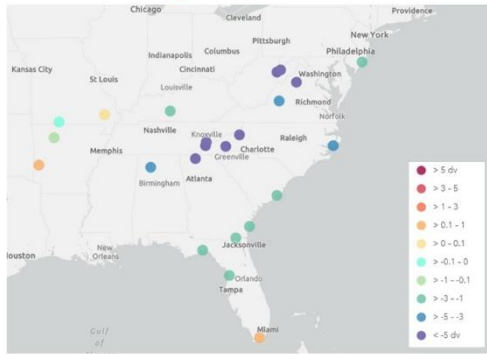 Chicago
Cleveland
Providence
Pittsburgh
New York
Philadelphia
Indianapolis
Columbus
Kansas City
Cincinnati
Washington
St Louis
Louisville
Richmond
Norfolk
Nashville
Knoxville
Raleigh
Memphis
Charlotte
Greenville
Birmingham
Atlanta
Jacksonville
New
Orleans
ouston
Orlando
Tampa
Gulf
of
Miami
> 5 dv
> 3 - 5
> 1 - 3
> 0.1 - 1
> 0 - 0.1
> -0.1 - 0
> -1 - -0.1
> -3 - -1
> -5 - -3
< -5 dv